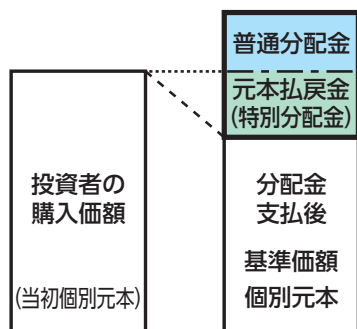 普通分配金
元本払戻金
(特別分配金)
投資者の
購入価額
(当初個別元本)
分配金
支払後
基準価額
個別元本